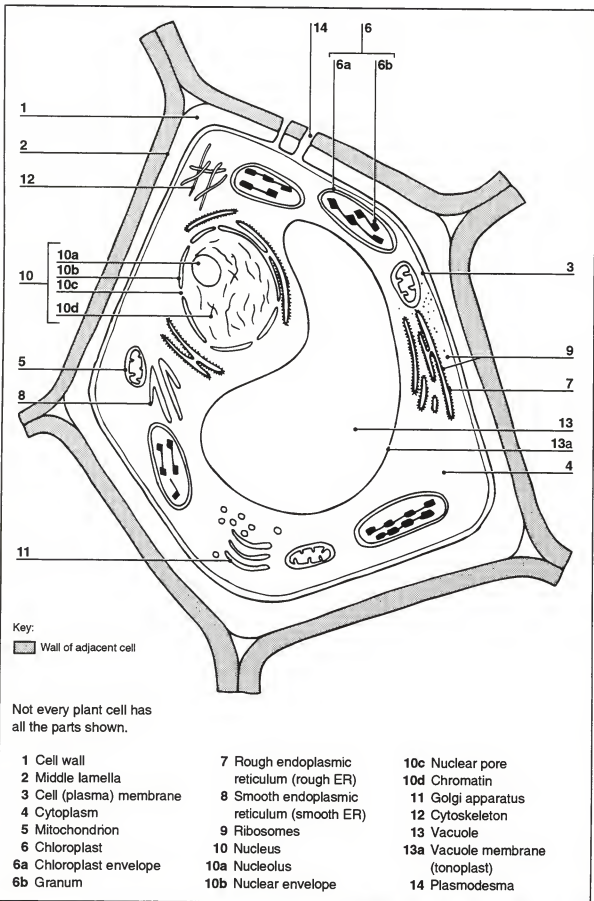 14 6
6a 6b
1
2
12
10a
10b
10 10c
10d
3
5
9
8
7
13
13a
4
11
Key:
Wall of adjacent cell
Not every plant cell has
all the parts shown.
1 Cell wall
2 Middle lamella
3 Cell (plasma) membrane
4 Cytoplasm
5 Mitochondrion
6 Chloroplast
6a Chloroplast envelope
6b Granum
7 Rough endoplasmic
reticulum (rough ER)
8 Smooth endoplasmic
reticulum (smooth ER)
9 Ribosomes
10 Nucleus
10a Nucleolus
10b Nuclear envelope
10c Nuclear pore
10d Chromatin
11 Golgi apparatus
12 Cytoskeleton
13 Vacuole
13a Vacuole membrane
(tonoplast)
14 Plasmodesma